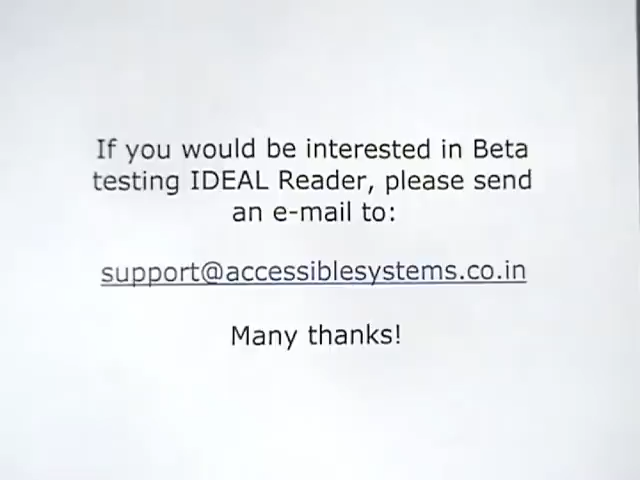 If you would be interested in Beta
testing IDEAL Reader, please send
an e-mail to:
support@accessiblesystems.co.in
Many thanks!